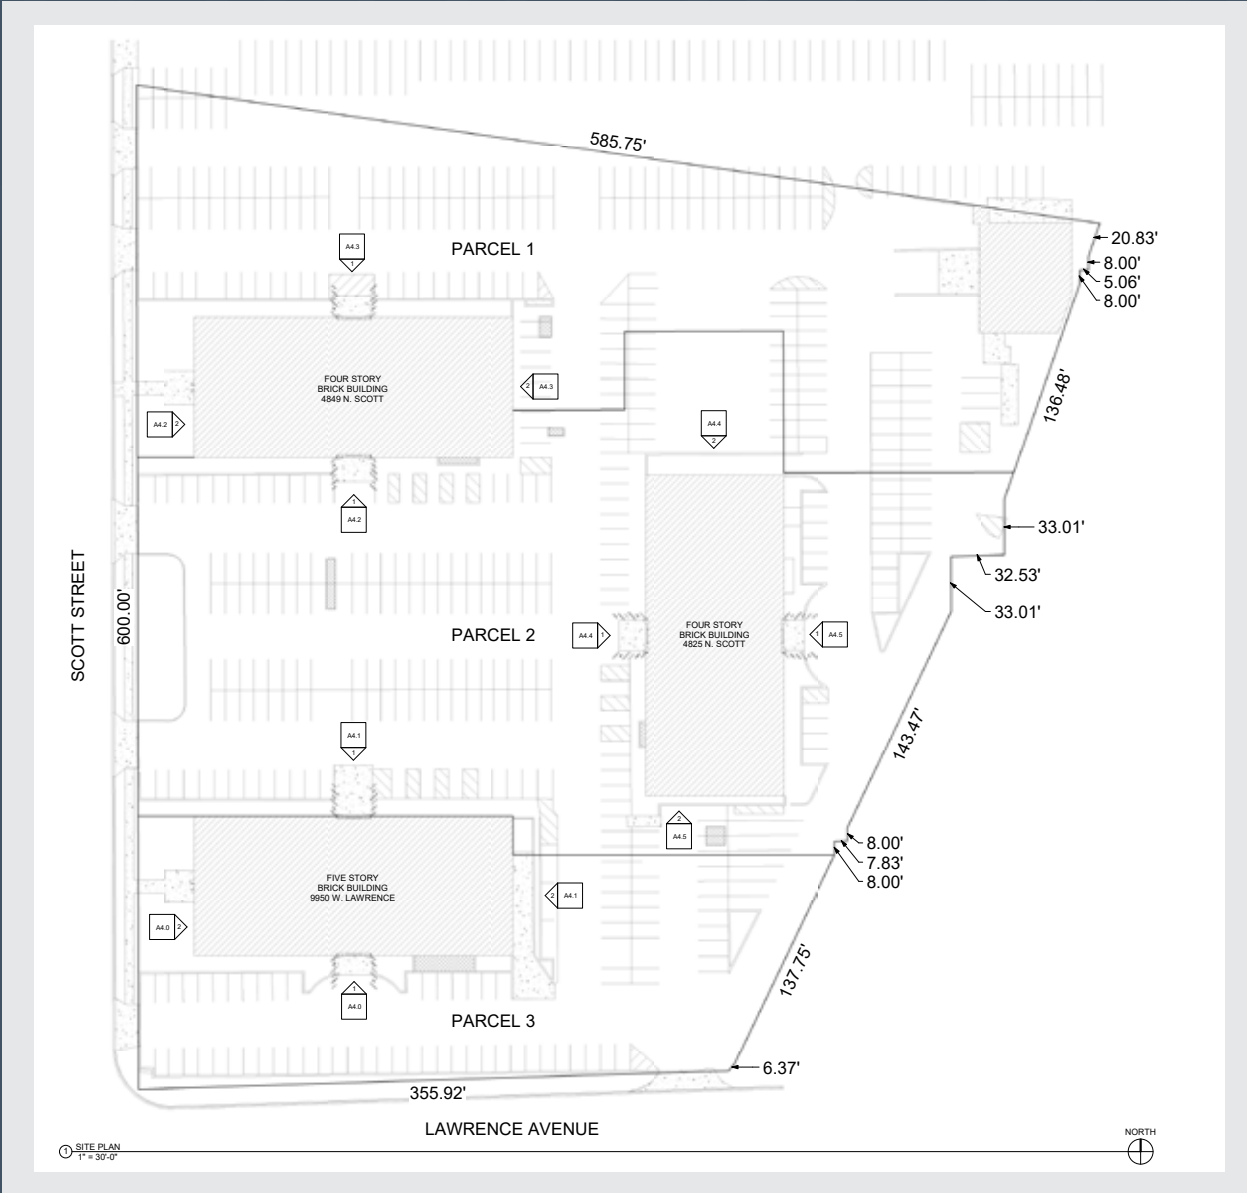 585.75'
20.83'
8.00'
5.06'
8.00'
PARCEL 1
A4.3
1
FOUR STORY
BRICK BUILDING
4849 N. SCOTT
2 A4.3
A4.2 2
136.48'
A4.4
2
1
A4.2
33.01'
32.53'
33.01'
SCOTT STREET
600.00'
PARCEL 2
A4.4 1
FOUR STORY
BRICK BUILDING
4825 N. SCOTT
1 A4.5
143.47'
A4.1
1
2
A4.5
8.00'
7.83'
8.00'
FIVE STORY
BRICK BUILDING
9950 W. LAWRENCE
2 A4.1
A4.0 2
137.75'
1
A4.0
PARCEL 3
6.37'
355.92'
LAWRENCE AVENUE
NORTH
1 SITE PLAN
1" = 30'-0"